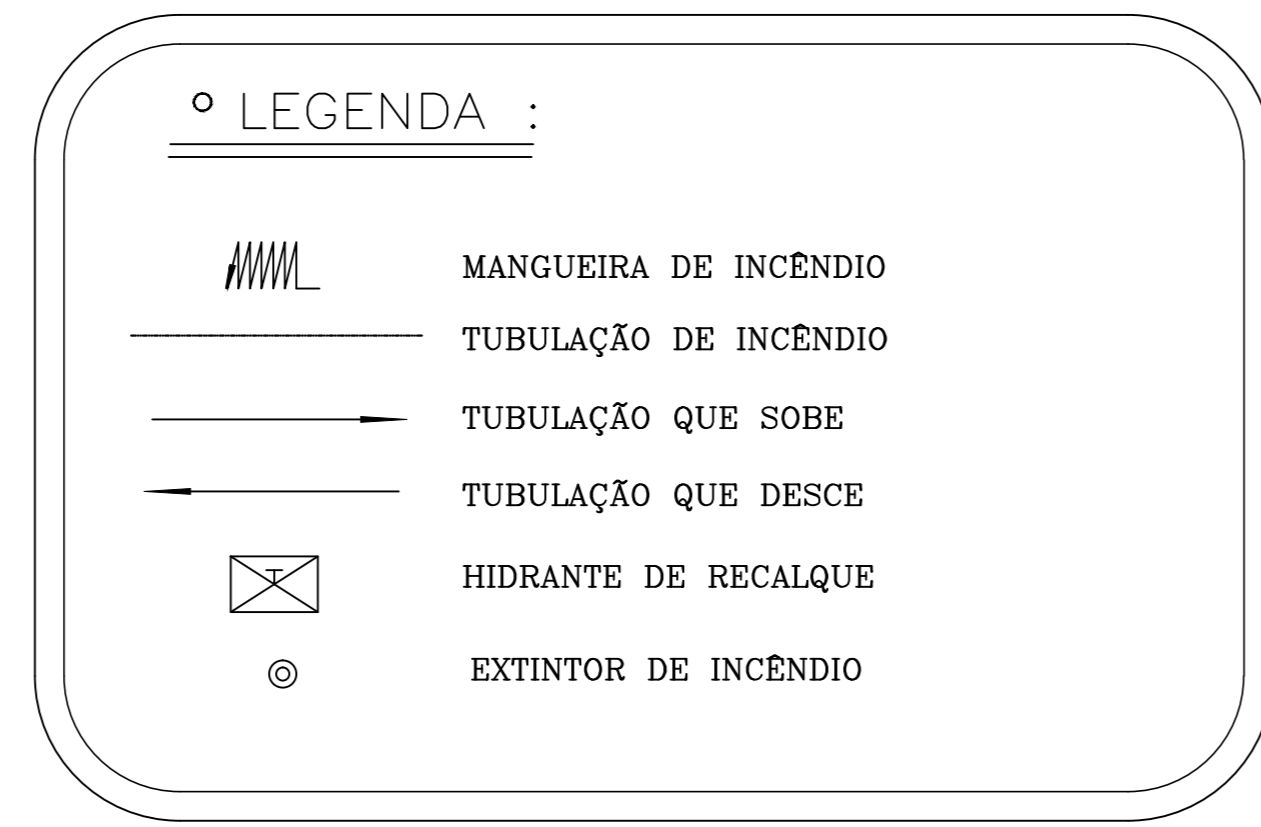 ° LEGENDA :
MANGUEIRA DE INCÊNDIO
TUBULAÇÃO DE INCÊNDIO
TUBULAÇÃO QUE SOBE
TUBULAÇÃO QUE DESCE
T
HIDRANTE DE RECALQUE
EXTINTOR DE INCÊNDIO